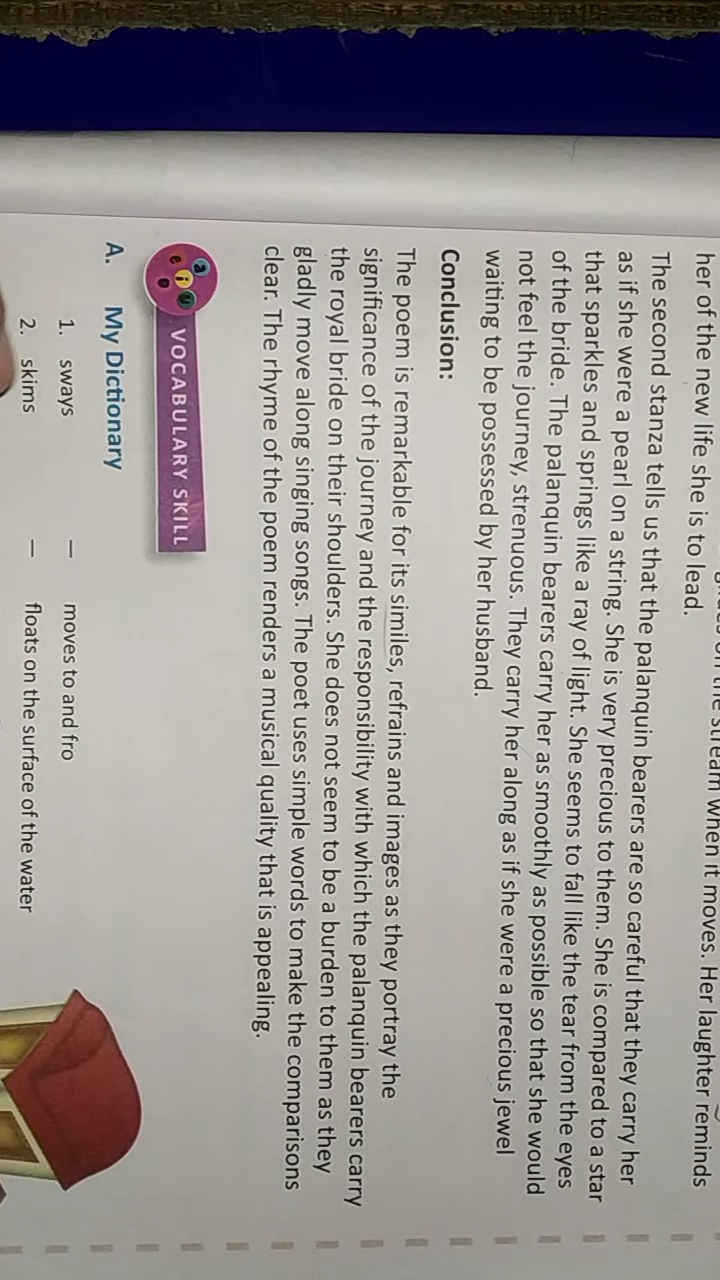 on the stream when it moves. Her laughter reminds
her of the new life she is to lead.
The second stanza tells us that the palanquin bearers are so careful that they carry her
as if she were a pearl on a string. She is very precious to them. She is compared to a star
that sparkles and springs like a ray of light. She seems to fall like the tear from the eyes
of the bride. The palanquin bearers carry her as smoothly as possible so that she would
not feel the journey, strenuous. They carry her along as if she were a precious jewel
waiting to be possessed by her husband.
Conclusion:
The poem is remarkable for its similes, refrains and images as they portray the
significance of the journey and the responsibility with which the palanquin bearers carry
the royal bride on their shoulders. She does not seem to be a burden to them as they
gladly move along singing songs. The poet uses simple words to make the comparisons
clear. The rhyme of the poem renders a musical quality that is appealing.
a e i o u VOCABULARY SKILL
A. My Dictionary
1. sways — moves to and fro
2. skims — floats on the surface of the water